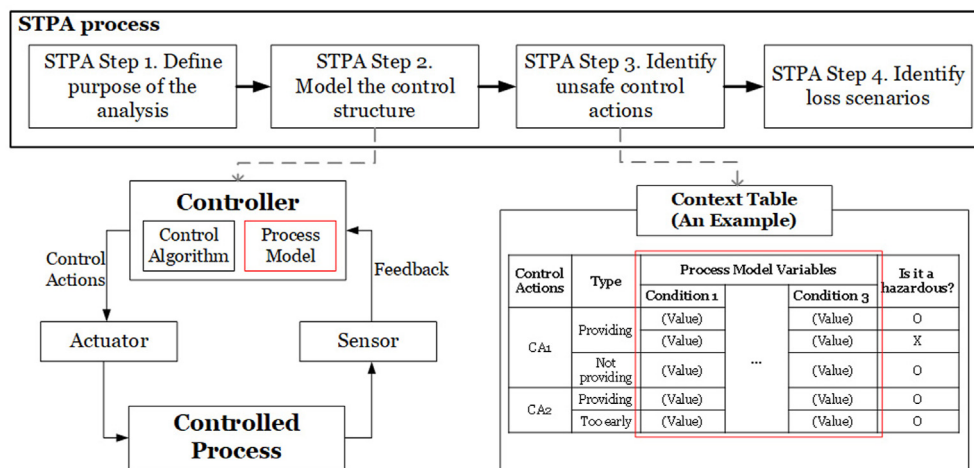 STPA process
STPA Step 1. Define
purpose of the
analysis
STPA Step 2.
Model the control
structure
STPA Step 3. Identify
unsafe control
actions
STPA Step 4. Identify
loss scenarios
Controller
Control
Algorithm
Process
Model
Control
Actions
Feedback
Actuator
Sensor
Controlled
Process
Context Table
(An Example)
Control
Actions
Type
Process Model Variables
Is it a
hazardous?
Condition 1
Condition 3
CA1
Providing
(Value)
...
(Value)
O
(Value)
(Value)
X
Not
providing
(Value)
(Value)
O
CA2
Providing
(Value)
(Value)
O
Too early
(Value)
(Value)
O